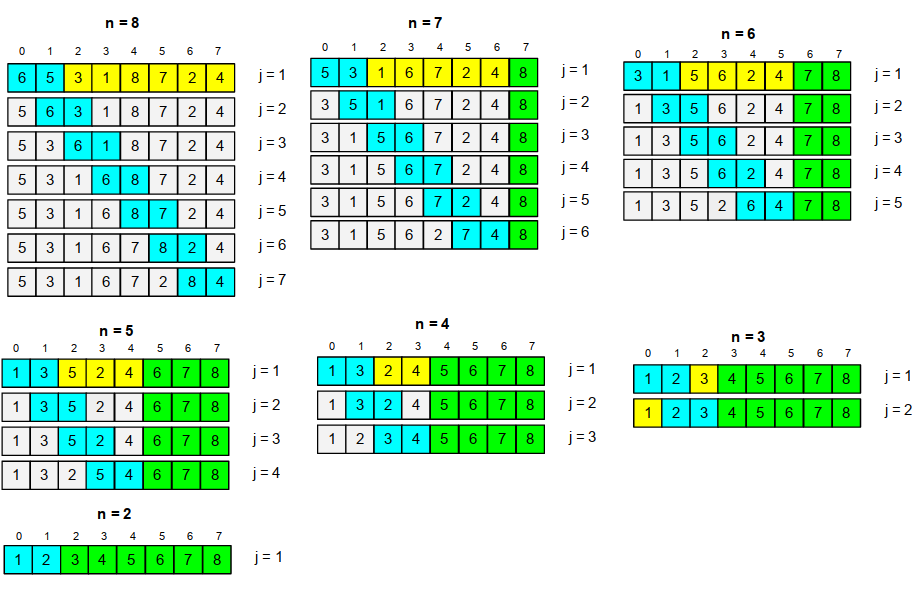 n = 8
0 1 2 3 4 5 6 7
6 5 3 1 8 7 2 4 j = 1
5 6 3 1 8 7 2 4 j = 2
5 3 6 1 8 7 2 4 j = 3
5 3 1 6 8 7 2 4 j = 4
5 3 1 6 8 7 2 4 j = 5
5 3 1 6 7 8 2 4 j = 6
5 3 1 6 7 2 8 4 j = 7
n = 7
0 1 2 3 4 5 6 7
5 3 1 6 7 2 4 8 j = 1
3 5 1 6 7 2 4 8 j = 2
3 1 5 6 7 2 4 8 j = 3
3 1 5 6 7 2 4 8 j = 4
3 1 5 6 7 2 4 8 j = 5
3 1 5 6 2 7 4 8 j = 6
n = 6
0 1 2 3 4 5 6 7
3 1 5 6 2 4 7 8 j = 1
1 3 5 6 2 4 7 8 j = 2
1 3 5 6 2 4 7 8 j = 3
1 3 5 6 2 4 7 8 j = 4
1 3 5 2 6 4 7 8 j = 5
n = 5
0 1 2 3 4 5 6 7
1 3 5 2 4 6 7 8 j = 1
1 3 5 2 4 6 7 8 j = 2
1 3 5 2 4 6 7 8 j = 3
1 3 2 5 4 6 7 8 j = 4
n = 4
0 1 2 3 4 5 6 7
1 3 2 4 5 6 7 8 j = 1
1 3 2 4 5 6 7 8 j = 2
1 2 3 4 5 6 7 8 j = 3
n = 3
0 1 2 3 4 5 6 7
1 2 3 4 5 6 7 8 j = 1
1 2 3 4 5 6 7 8 j = 2
n = 2
0 1 2 3 4 5 6 7
1 2 3 4 5 6 7 8 j = 1